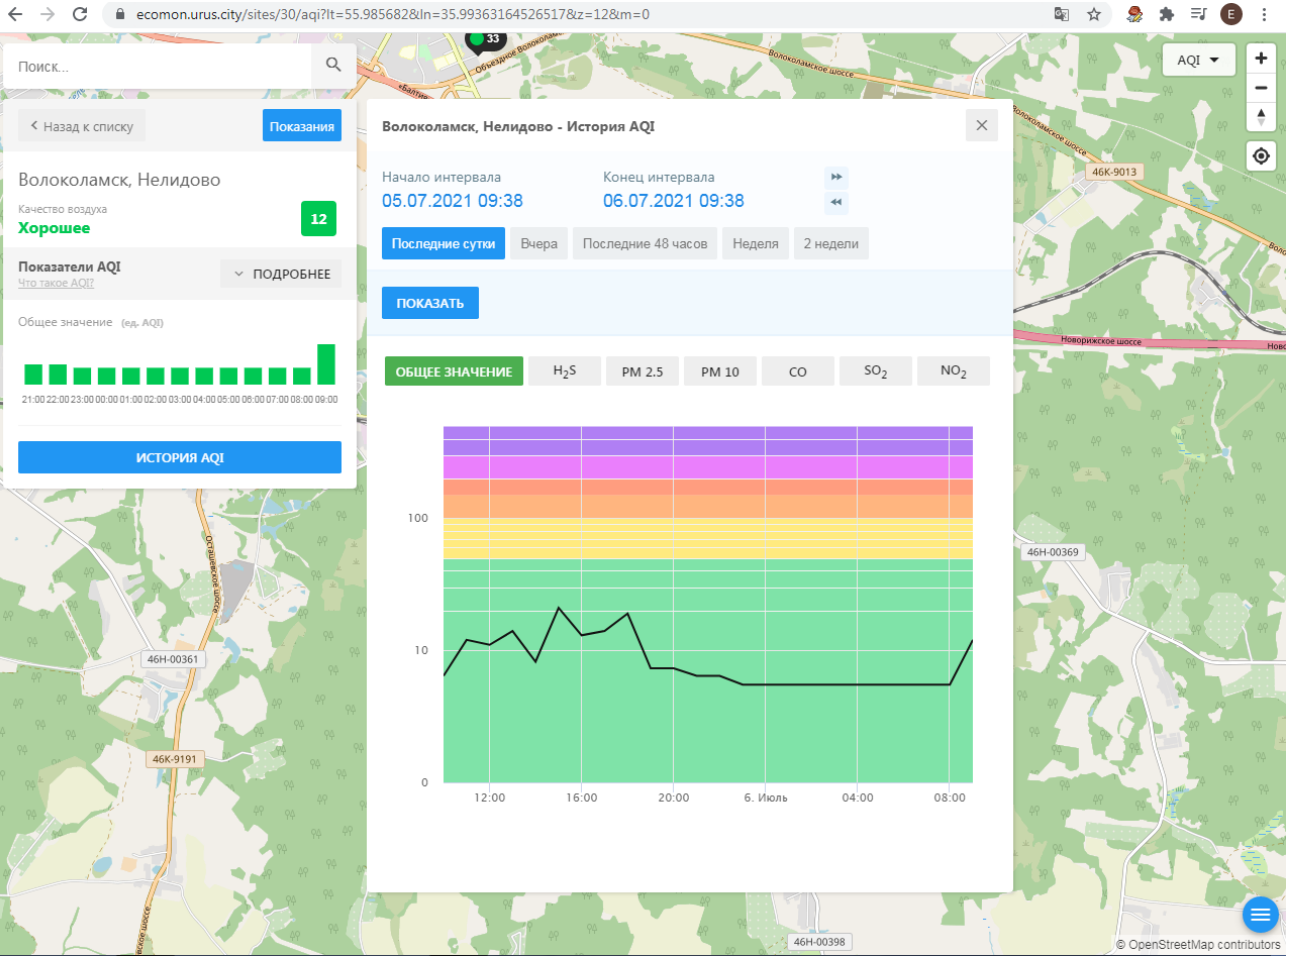 ecomon.urus.city/sites/30/aqi?lt=55.985682&ln=35.99363164526517&z=12&m=0
E
33
Объездное Волоколамск
Волоколамское шоссе
Поиск...
AQI
Назад к списку
Показания
Волоколамск, Нелидово - История AQI
Волоколамское шоссе
46К-9013
Волоколамск, Нелидово
Качество воздуха
Хорошее
12
Начало интервала
Конец интервала
05.07.2021 09:38
06.07.2021 09:38
Последние сутки
Вчера
Последние 48 часов
Неделя
2 недели
Показатели AQI
Что такое AQI?
ПОДРОБНЕЕ
ПОКАЗАТЬ
Общее значение (ед. AQI)
Новорижское шоссе
21:00 22:00 23:00 00:00 01:00 02:00 03:00 04:00 05:00 06:00 07:00 08:00 09:00
ОБЩЕЕ ЗНАЧЕНИЕ
H2S
PM 2.5
PM 10
CO
SO2
NO2
ИСТОРИЯ AQI
100
10
0
12:00
16:00
20:00
6. Июль
04:00
08:00
Осташевское шоссе
46Н-00369
46Н-00361
46К-9191
46Н-00398
© OpenStreetMap contributors